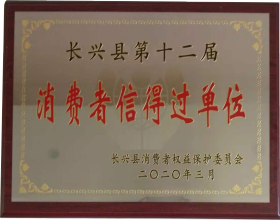 长兴县第十二届
消费者信得过单位
长兴县消费者权益保护委员会
二〇二〇年三月